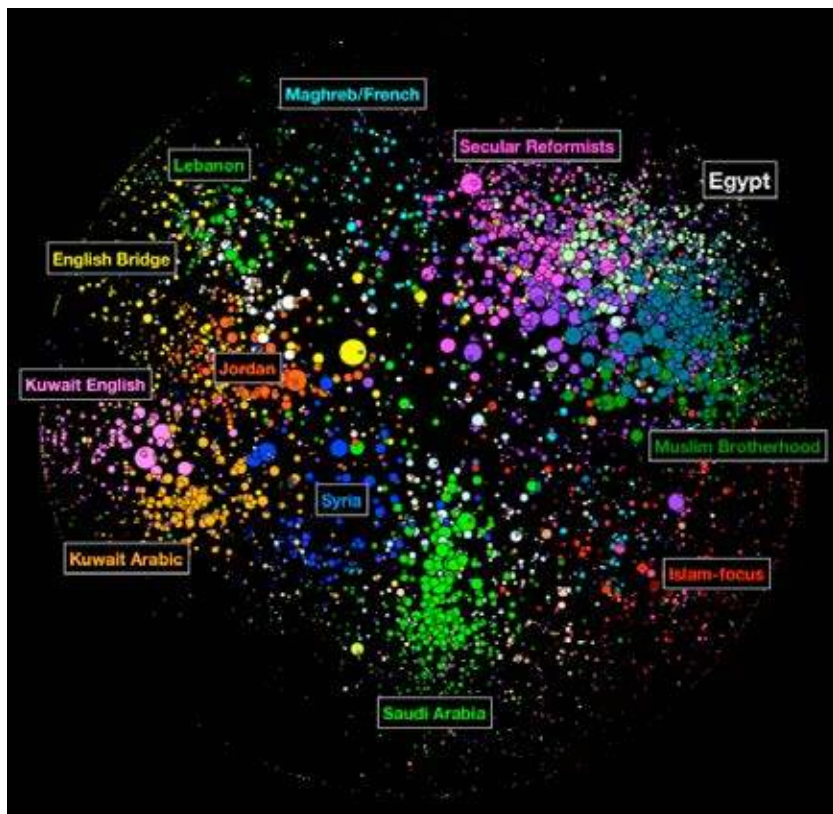 Maghreb/French
Secular Reformists
Lebanon
Egypt
English Bridge
Jordan
Kuwait English
Muslim Brotherhood
Syria
Kuwait Arabic
Islam-focus
Saudi Arabia